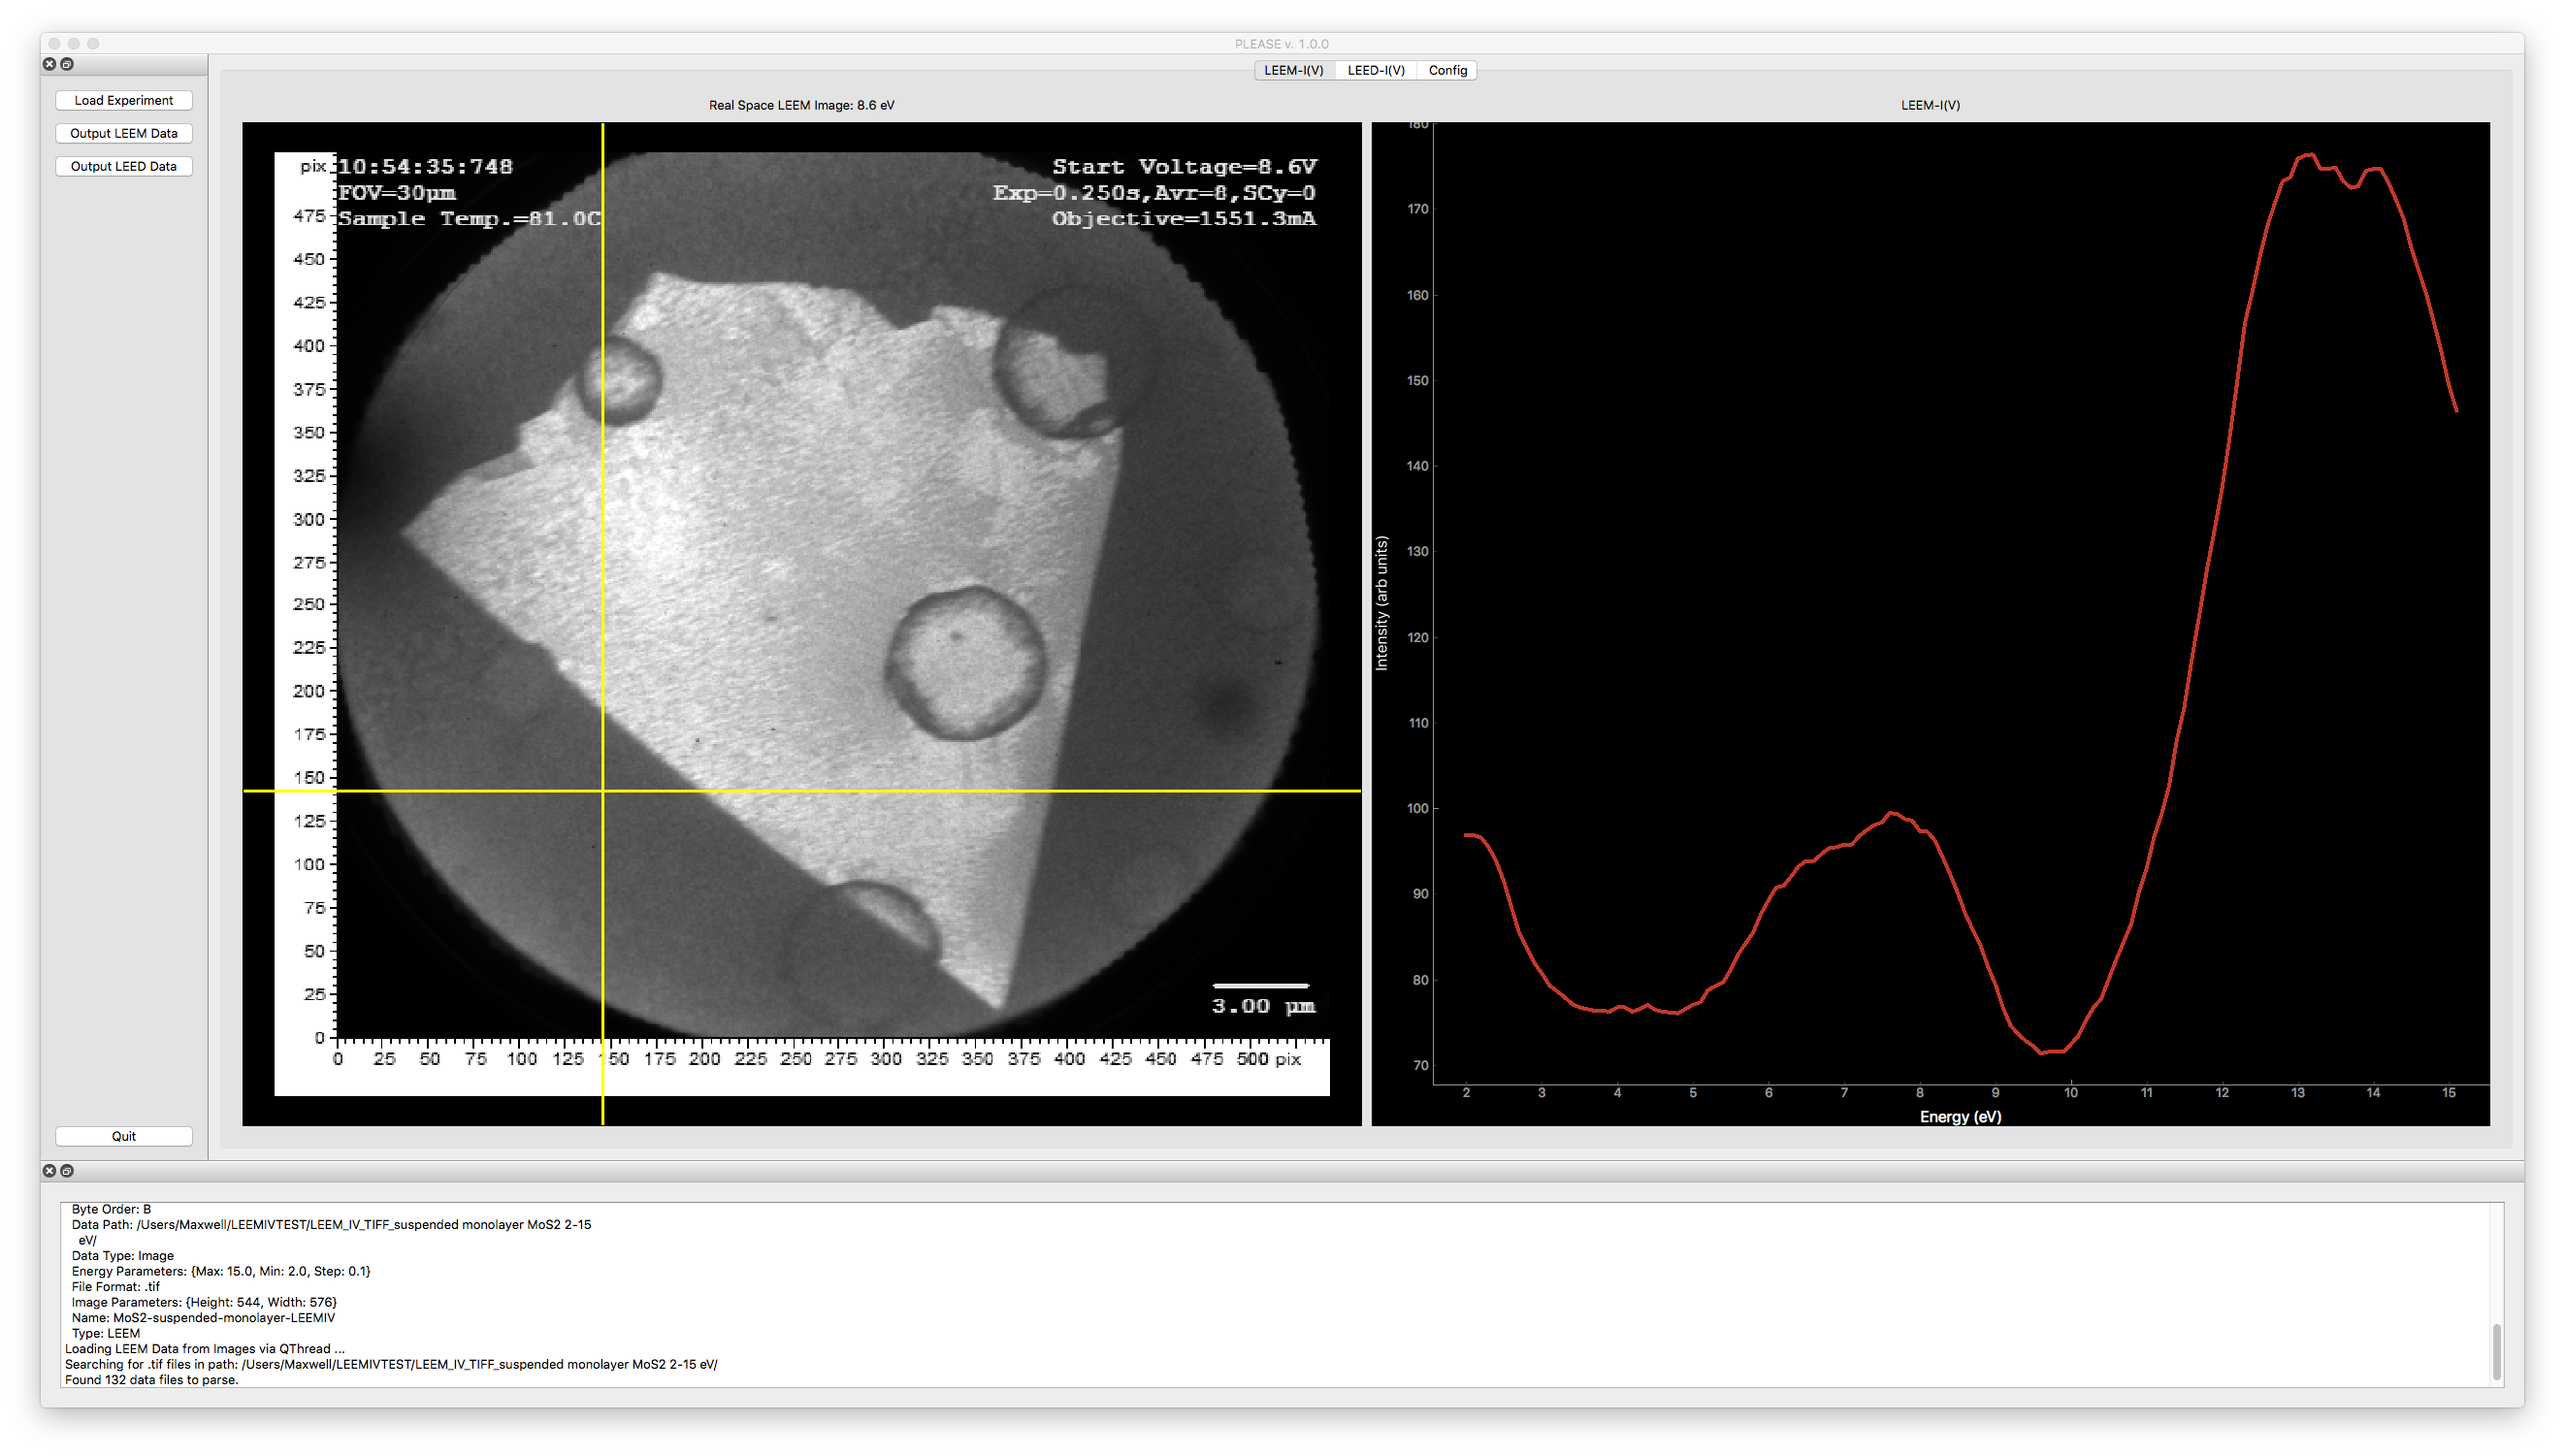 PLEASE v. 1.0.0
LEEM-I(V)
LEED-I(V)
Config
Load Experiment
Output LEEM Data
Output LEED Data
Quit
Real Space LEEM Image: 8.6 eV
10:54:35:748
FOV=30µm
Sample Temp.=81.0C
Start Voltage=8.6V
Exp=0.250s,Avr=8,SCy=0
Objective=1551.3mA
pix
475
450
425
400
375
350
325
300
275
250
225
200
175
150
125
100
75
50
25
0
0 25 50 75 100 125 150 175 200 225 250 275 300 325 350 375 400 425 450 475 500 pix
3.00 µm
LEEM-I(V)
Intensity (arb units)
180
170
160
150
140
130
120
110
100
90
80
70
2 3 4 5 6 7 8 9 10 11 12 13 14 15
Energy (eV)
Byte Order: B
Data Path: /Users/Maxwell/LEEMIVTEST/LEEM_IV_TIFF_suspended monolayer MoS2 2-15
eV/
Data Type: Image
Energy Parameters: {Max: 15.0, Min: 2.0, Step: 0.1}
File Format: .tif
Image Parameters: {Height: 544, Width: 576}
Name: MoS2-suspended-monolayer-LEEMIV
Type: LEEM
Loading LEEM Data from Images via QThread ...
Searching for .tif files in path: /Users/Maxwell/LEEMIVTEST/LEEM_IV_TIFF_suspended monolayer MoS2 2-15 eV/
Found 132 data files to parse.